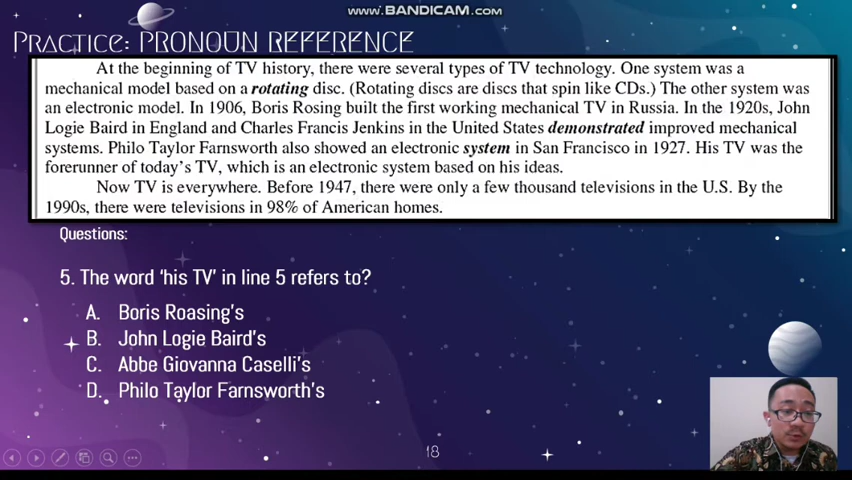 WWW.BANDICAM.COM
Practice: PRONOUN REFERENCE
At the beginning of TV history, there were several types of TV technology. One system was a
mechanical model based on a rotating disc. (Rotating discs are discs that spin like CDs.) The other system was
an electronic model. In 1906, Boris Rosing built the first working mechanical TV in Russia. In the 1920s, John
Logie Baird in England and Charles Francis Jenkins in the United States demonstrated improved mechanical
systems. Philo Taylor Farnsworth also showed an electronic system in San Francisco in 1927. His TV was the
forerunner of today's TV, which is an electronic system based on his ideas.
Now TV is everywhere. Before 1947, there were only a few thousand televisions in the U.S. By the
1990s, there were televisions in 98% of American homes.
Questions:
5. The word 'his TV' in line 5 refers to?
A. Boris Roasing's
B. John Logie Baird's
C. Abbe Giovanna Caselli's
D. Philo Taylor Farnsworth's
18